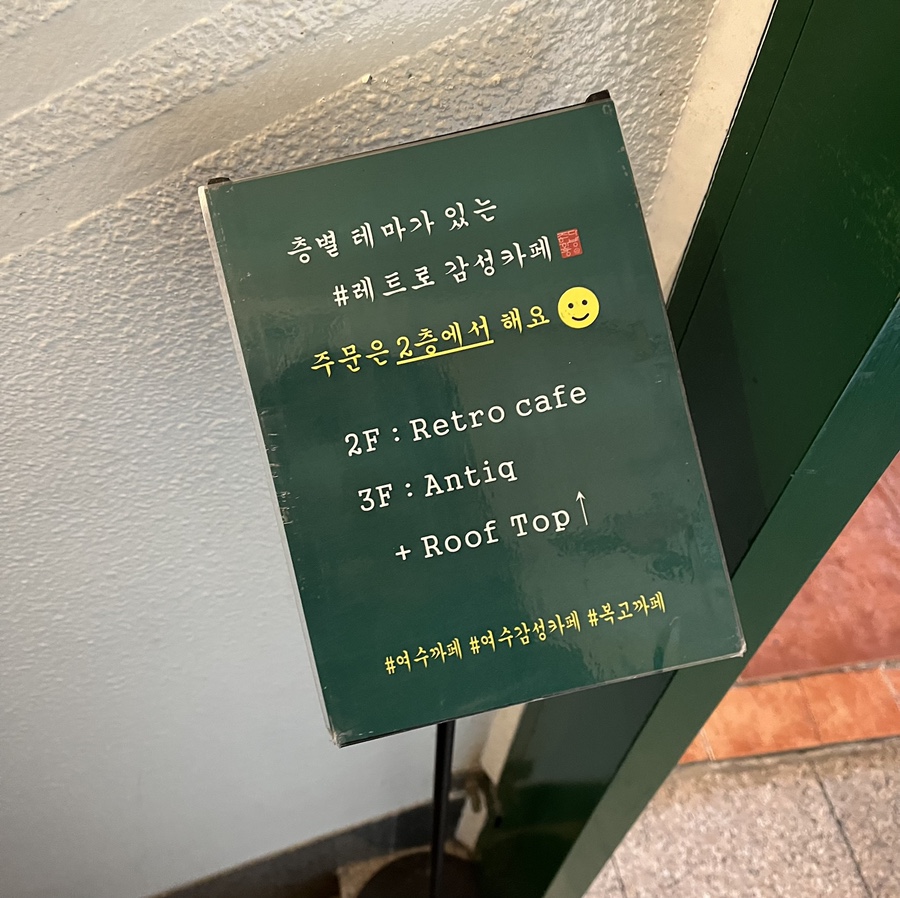 층별 테마가 있는
#레트로 감성카페
주문은 2층에서 해요
2F : Retro cafe
3F : Antiq
+ Roof Top↑
#여수까페 #여수감성카페 #복고까페